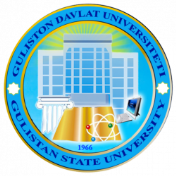 GULISTON DAVLAT UNIVERSITETI
1966
GULISTAN STATE UNIVERSITY